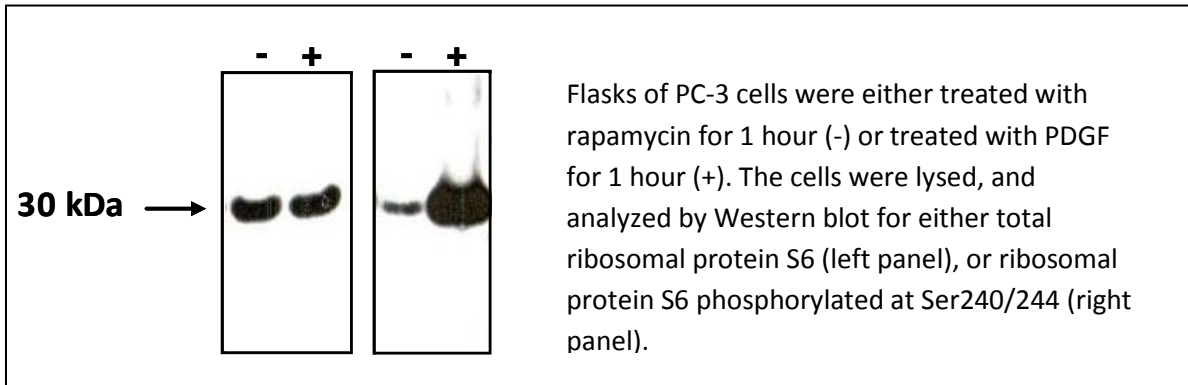 - + - +
Flasks of PC-3 cells were either treated with
rapamycin for 1 hour (-) or treated with PDGF
for 1 hour (+). The cells were lysed, and
30 kDa
analyzed by Western blot for either total
ribosomal protein S6 (left panel), or ribosomal
protein S6 phosphorylated at Ser240/244 (right
panel).